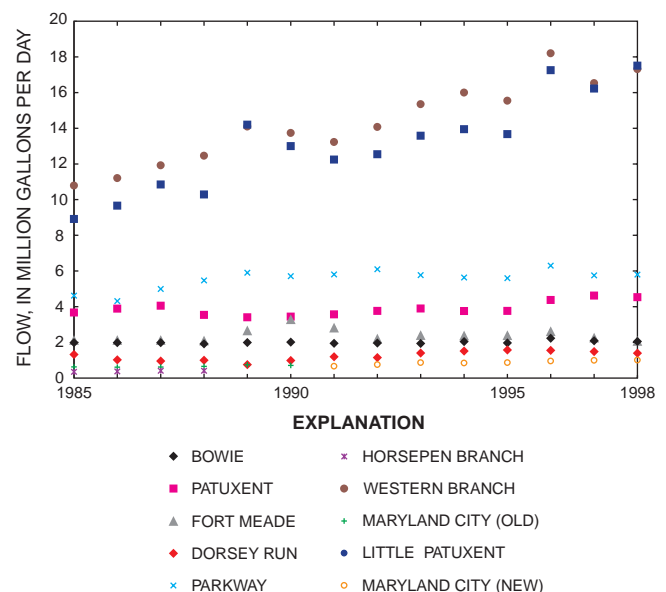 FLOW, IN MILLION GALLONS PER DAY
20
18
16
14
12
10
8
6
4
2
0
1985
1990
1995
1998
EXPLANATION
BOWIE
HORSEPEN BRANCH
PATUXENT
WESTERN BRANCH
FORT MEADE
MARYLAND CITY (OLD)
DORSEY RUN
LITTLE PATUXENT
PARKWAY
MARYLAND CITY (NEW)